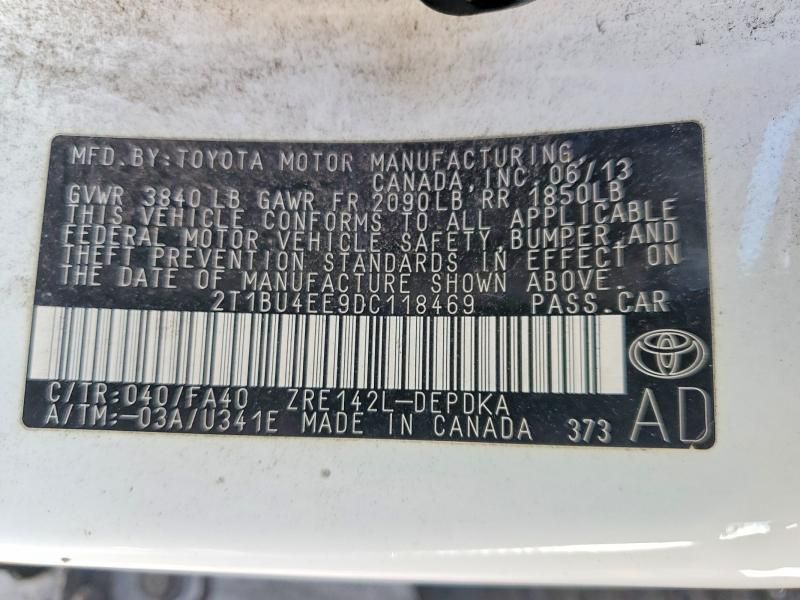 MFD. BY: TOYOTA MOTOR MANUFACTURING,
CANADA, INC. 06/13
GVWR 3840 LB GAWR FR 2090LB RR 1850LB
THIS VEHICLE CONFORMS TO ALL APPLICABLE
FEDERAL MOTOR VEHICLE SAFETY, BUMPER, AND
THEFT PREVENTION STANDARDS IN EFFECT ON
THE DATE OF MANUFACTURE SHOWN ABOVE.
2T1BU4EE9DC118469 PASS. CAR
C/TR: 040/FA40 ZRE142L-DEPDKA
A/TM: -03A/U341E MADE IN CANADA 373 AD